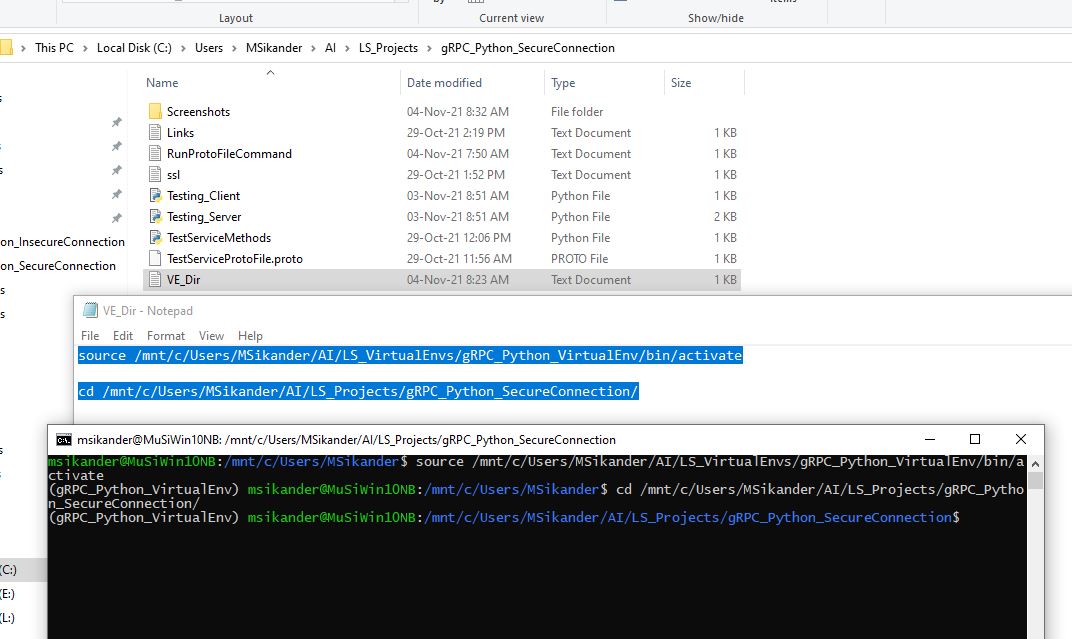 by
items
Layout
Current view
Show/hide
This PC > Local Disk (C:) > Users > MSikander > AI > LS_Projects > gRPC_Python_SecureConnection
Name Date modified Type Size
Screenshots 04-Nov-21 8:32 AM File folder
Links 29-Oct-21 2:19 PM Text Document 1 KB
RunProtoFileCommand 04-Nov-21 7:50 AM Text Document 1 KB
ssl 29-Oct-21 1:52 PM Text Document 1 KB
Testing_Client 03-Nov-21 8:51 AM Python File 1 KB
Testing_Server 03-Nov-21 8:51 AM Python File 2 KB
TestServiceMethods 29-Oct-21 12:06 PM Python File 1 KB
on_InsecureConnection
TestServiceProtoFile.proto 29-Oct-21 11:56 AM PROTO File 1 KB
on_SecureConnection
VE_Dir 04-Nov-21 8:23 AM Text Document 1 KB
VE_Dir - Notepad
File Edit Format View Help
source /mnt/c/Users/MSikander/AI/LS_VirtualEnvs/gRPC_Python_VirtualEnv/bin/activate
cd /mnt/c/Users/MSikander/AI/LS_Projects/gRPC_Python_SecureConnection/
msikander@MuSiWin10NB: /mnt/c/Users/MSikander/AI/LS_Projects/gRPC_Python_SecureConnection
msikander@MuSiWin10NB:/mnt/c/Users/MSikander$ source /mnt/c/Users/MSikander/AI/LS_VirtualEnvs/gRPC_Python_VirtualEnv/bin/a
ctivate
(gRPC_Python_VirtualEnv) msikander@MuSiWin10NB:/mnt/c/Users/MSikander$ cd /mnt/c/Users/MSikander/AI/LS_Projects/gRPC_Pytho
n_SecureConnection/
(gRPC_Python_VirtualEnv) msikander@MuSiWin10NB:/mnt/c/Users/MSikander/AI/LS_Projects/gRPC_Python_SecureConnection$
(C:)
(E:)
(L:)